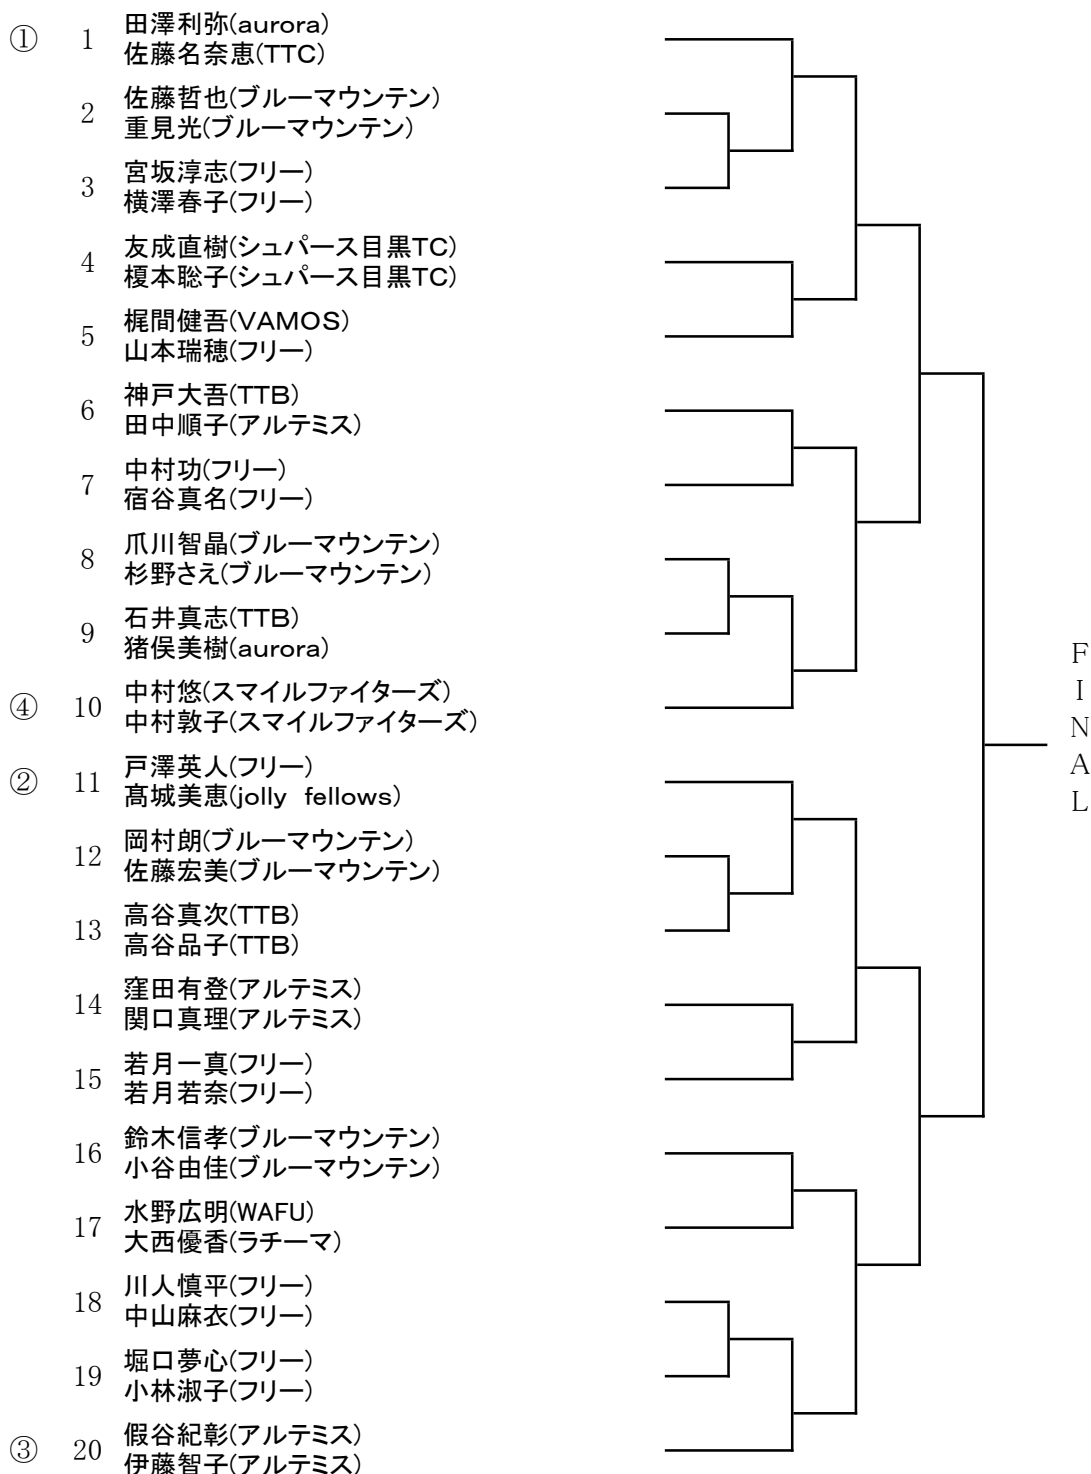 ① 1 田澤利弥(aurora)
佐藤名奈恵(TTC)
2 佐藤哲也(ブルーマウンテン)
重見光(ブルーマウンテン)
3 宮坂淳志(フリー)
横澤春子(フリー)
4 友成直樹(シュパース目黒TC)
榎本聡子(シュパース目黒TC)
5 梶間健吾(VAMOS)
山本瑞穂(フリー)
6 神戸大吾(TTB)
田中順子(アルテミス)
7 中村功(フリー)
宿谷真名(フリー)
8 爪川智晶(ブルーマウンテン)
杉野さえ(ブルーマウンテン)
9 石井真志(TTB)
猪俣美樹(aurora)
④ 10 中村悠(スマイルファイターズ)
中村敦子(スマイルファイターズ)
② 11 戸澤英人(フリー)
髙城美恵(jolly fellows)
12 岡村朗(ブルーマウンテン)
佐藤宏美(ブルーマウンテン)
13 高谷真次(TTB)
高谷品子(TTB)
14 窪田有登(アルテミス)
関口真理(アルテミス)
15 若月一真(フリー)
若月若奈(フリー)
16 鈴木信孝(ブルーマウンテン)
小谷由佳(ブルーマウンテン)
17 水野広明(WAFU)
大西優香(ラチーマ)
18 川人慎平(フリー)
中山麻衣(フリー)
19 堀口夢心(フリー)
小林淑子(フリー)
③ 20 假谷紀彰(アルテミス)
伊藤智子(アルテミス)
FINAL